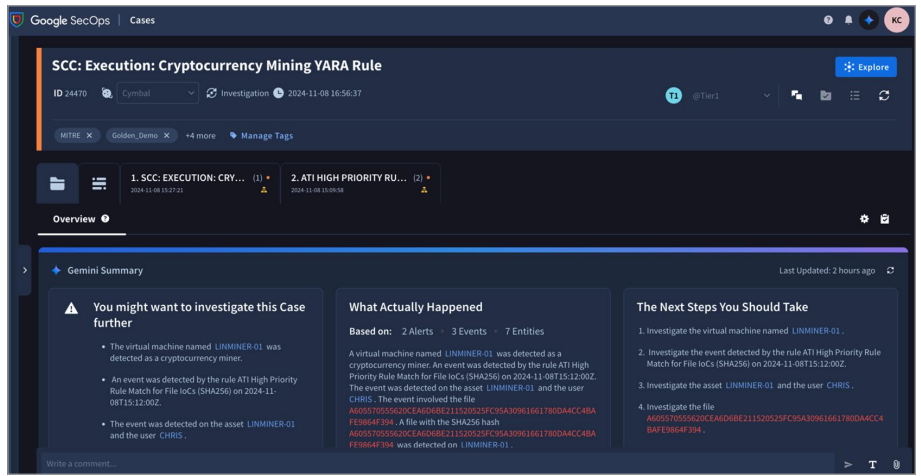 Google SecOps | Cases
KC
SCC: Execution: Cryptocurrency Mining YARA Rule
Explore
ID 24470 Cymbal Investigation 2024-11-08 16:56:37
T1 @Tier1
MITRE X Golden_Demo X +4 more Manage Tags
1. SCC: EXECUTION: CRY... (1)
2024-11-08 15:27:21
2. ATI HIGH PRIORITY RU... (2)
2024-11-08 15:09:58
Overview
Gemini Summary
Last Updated: 2 hours ago
You might want to investigate this Case
further
• The virtual machine named LINMINER-01 was
detected as a cryptocurrency miner.
• An event was detected by the rule ATI High Priority
Rule Match for File IoCs (SHA256) on 2024-11-
08T15:12:00Z.
• The event was detected on the asset LINMINER-01
and the user CHRIS.
What Actually Happened
Based on: 2 Alerts • 3 Events • 7 Entities
A virtual machine named LINMINER-01 was detected as a
cryptocurrency miner. An event was detected by the rule ATI High
Priority Rule Match for File IoCs (SHA256) on 2024-11-08T15:12:00Z.
The event was detected on the asset LINMINER-01 and the user
CHRIS. The event involved the file
A605570555620CEA6D6BE211520525FC95A30961661780DA4CC4BA
FE9864F394. A file with the SHA256 hash
A605570555620CEA6D6BE211520525FC95A30961661780DA4CC4BA
FE9864F394 was detected on LINMINER-01.
The Next Steps You Should Take
1. Investigate the virtual machine named LINMINER-01.
2. Investigate the event detected by the rule ATI High Priority Rule
Match for File IoCs (SHA256) on 2024-11-08T15:12:00Z.
3. Investigate the asset LINMINER-01 and the user CHRIS.
4. Investigate the file
A605570555620CEA6D6BE211520525FC95A30961661780DA4CC4
BAFE9864F394.
Write a comment...